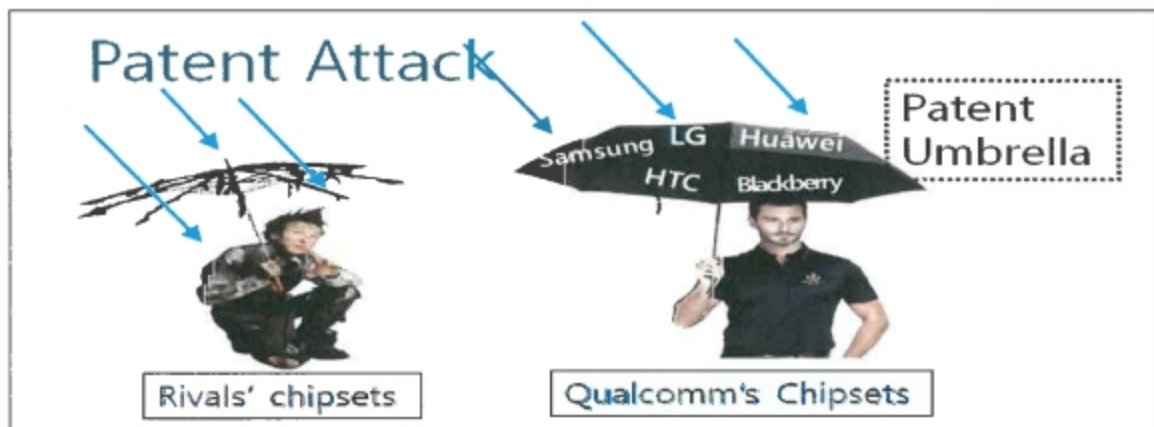 Patent Attack
Patent
Umbrella
Samsung LG Huawei
HTC Blackberry
Rivals' chipsets
Qualcomm's Chipsets